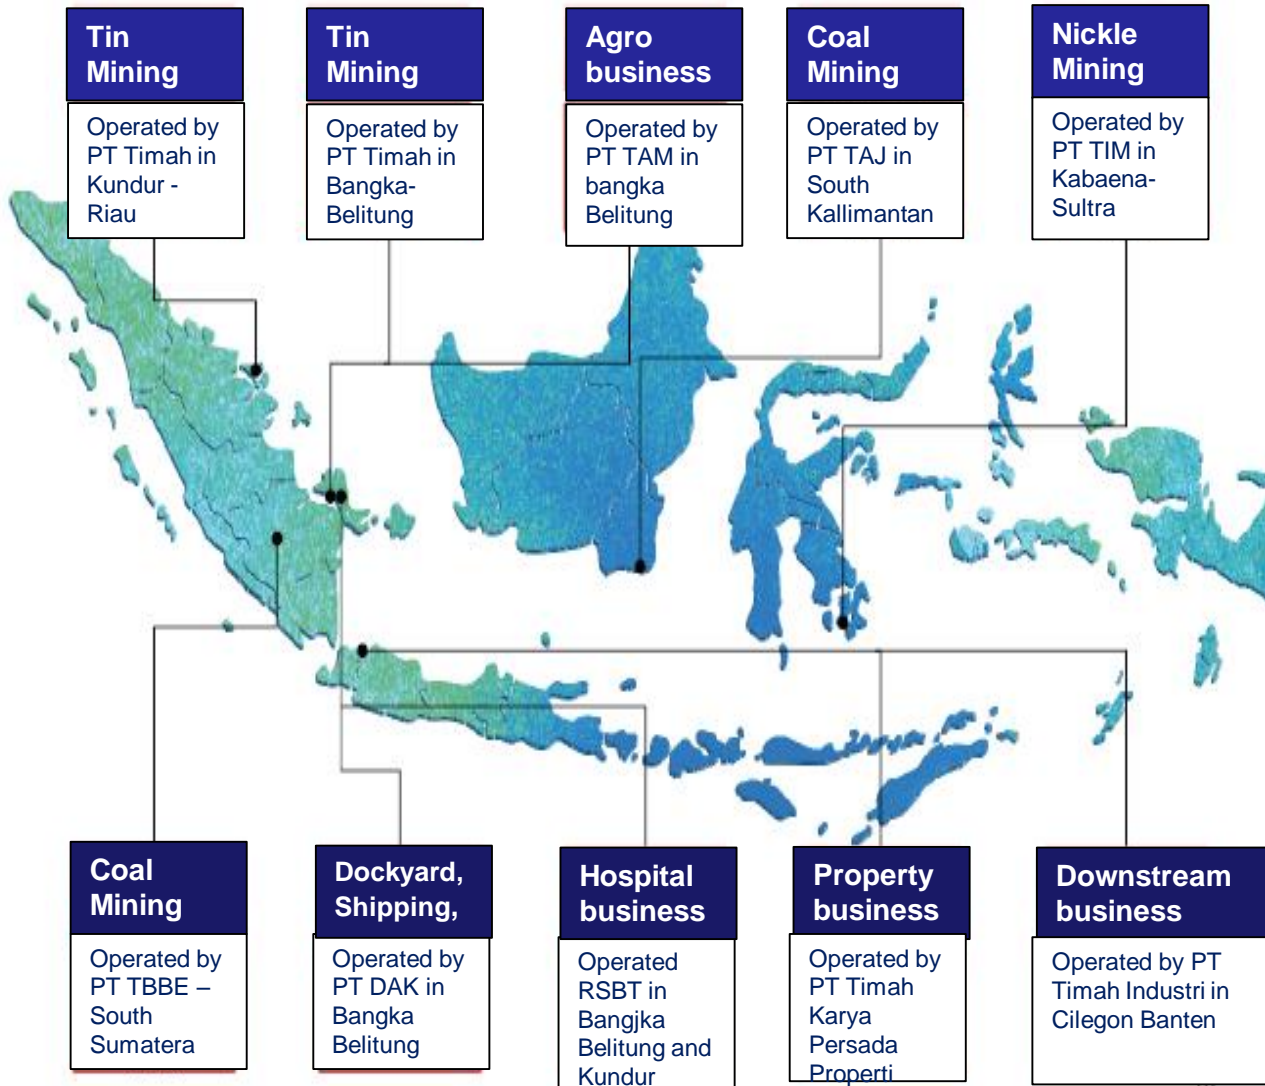 Tin
Mining
Operated by
PT Timah in
Kundur -
Riau
Tin
Mining
Operated by
PT Timah in
Bangka-
Belitung
Agro
business
Operated by
PT TAM in
bangka
Belitung
Coal
Mining
Operated by
PT TAJ in
South
Kallimantan
Nickle
Mining
Operated by
PT TIM in
Kabaena-
Sultra
Coal
Mining
Operated by
PT TBBE –
South
Sumatera
Dockyard,
Shipping,
Operated by
PT DAK in
Bangka
Belitung
Hospital
business
Operated
RSBT in
Bangjka
Belitung and
Kundur
Property
business
Operated by
PT Timah
Karya
Persada
Properti
Downstream
business
Operated by PT
Timah Industri in
Cilegon Banten